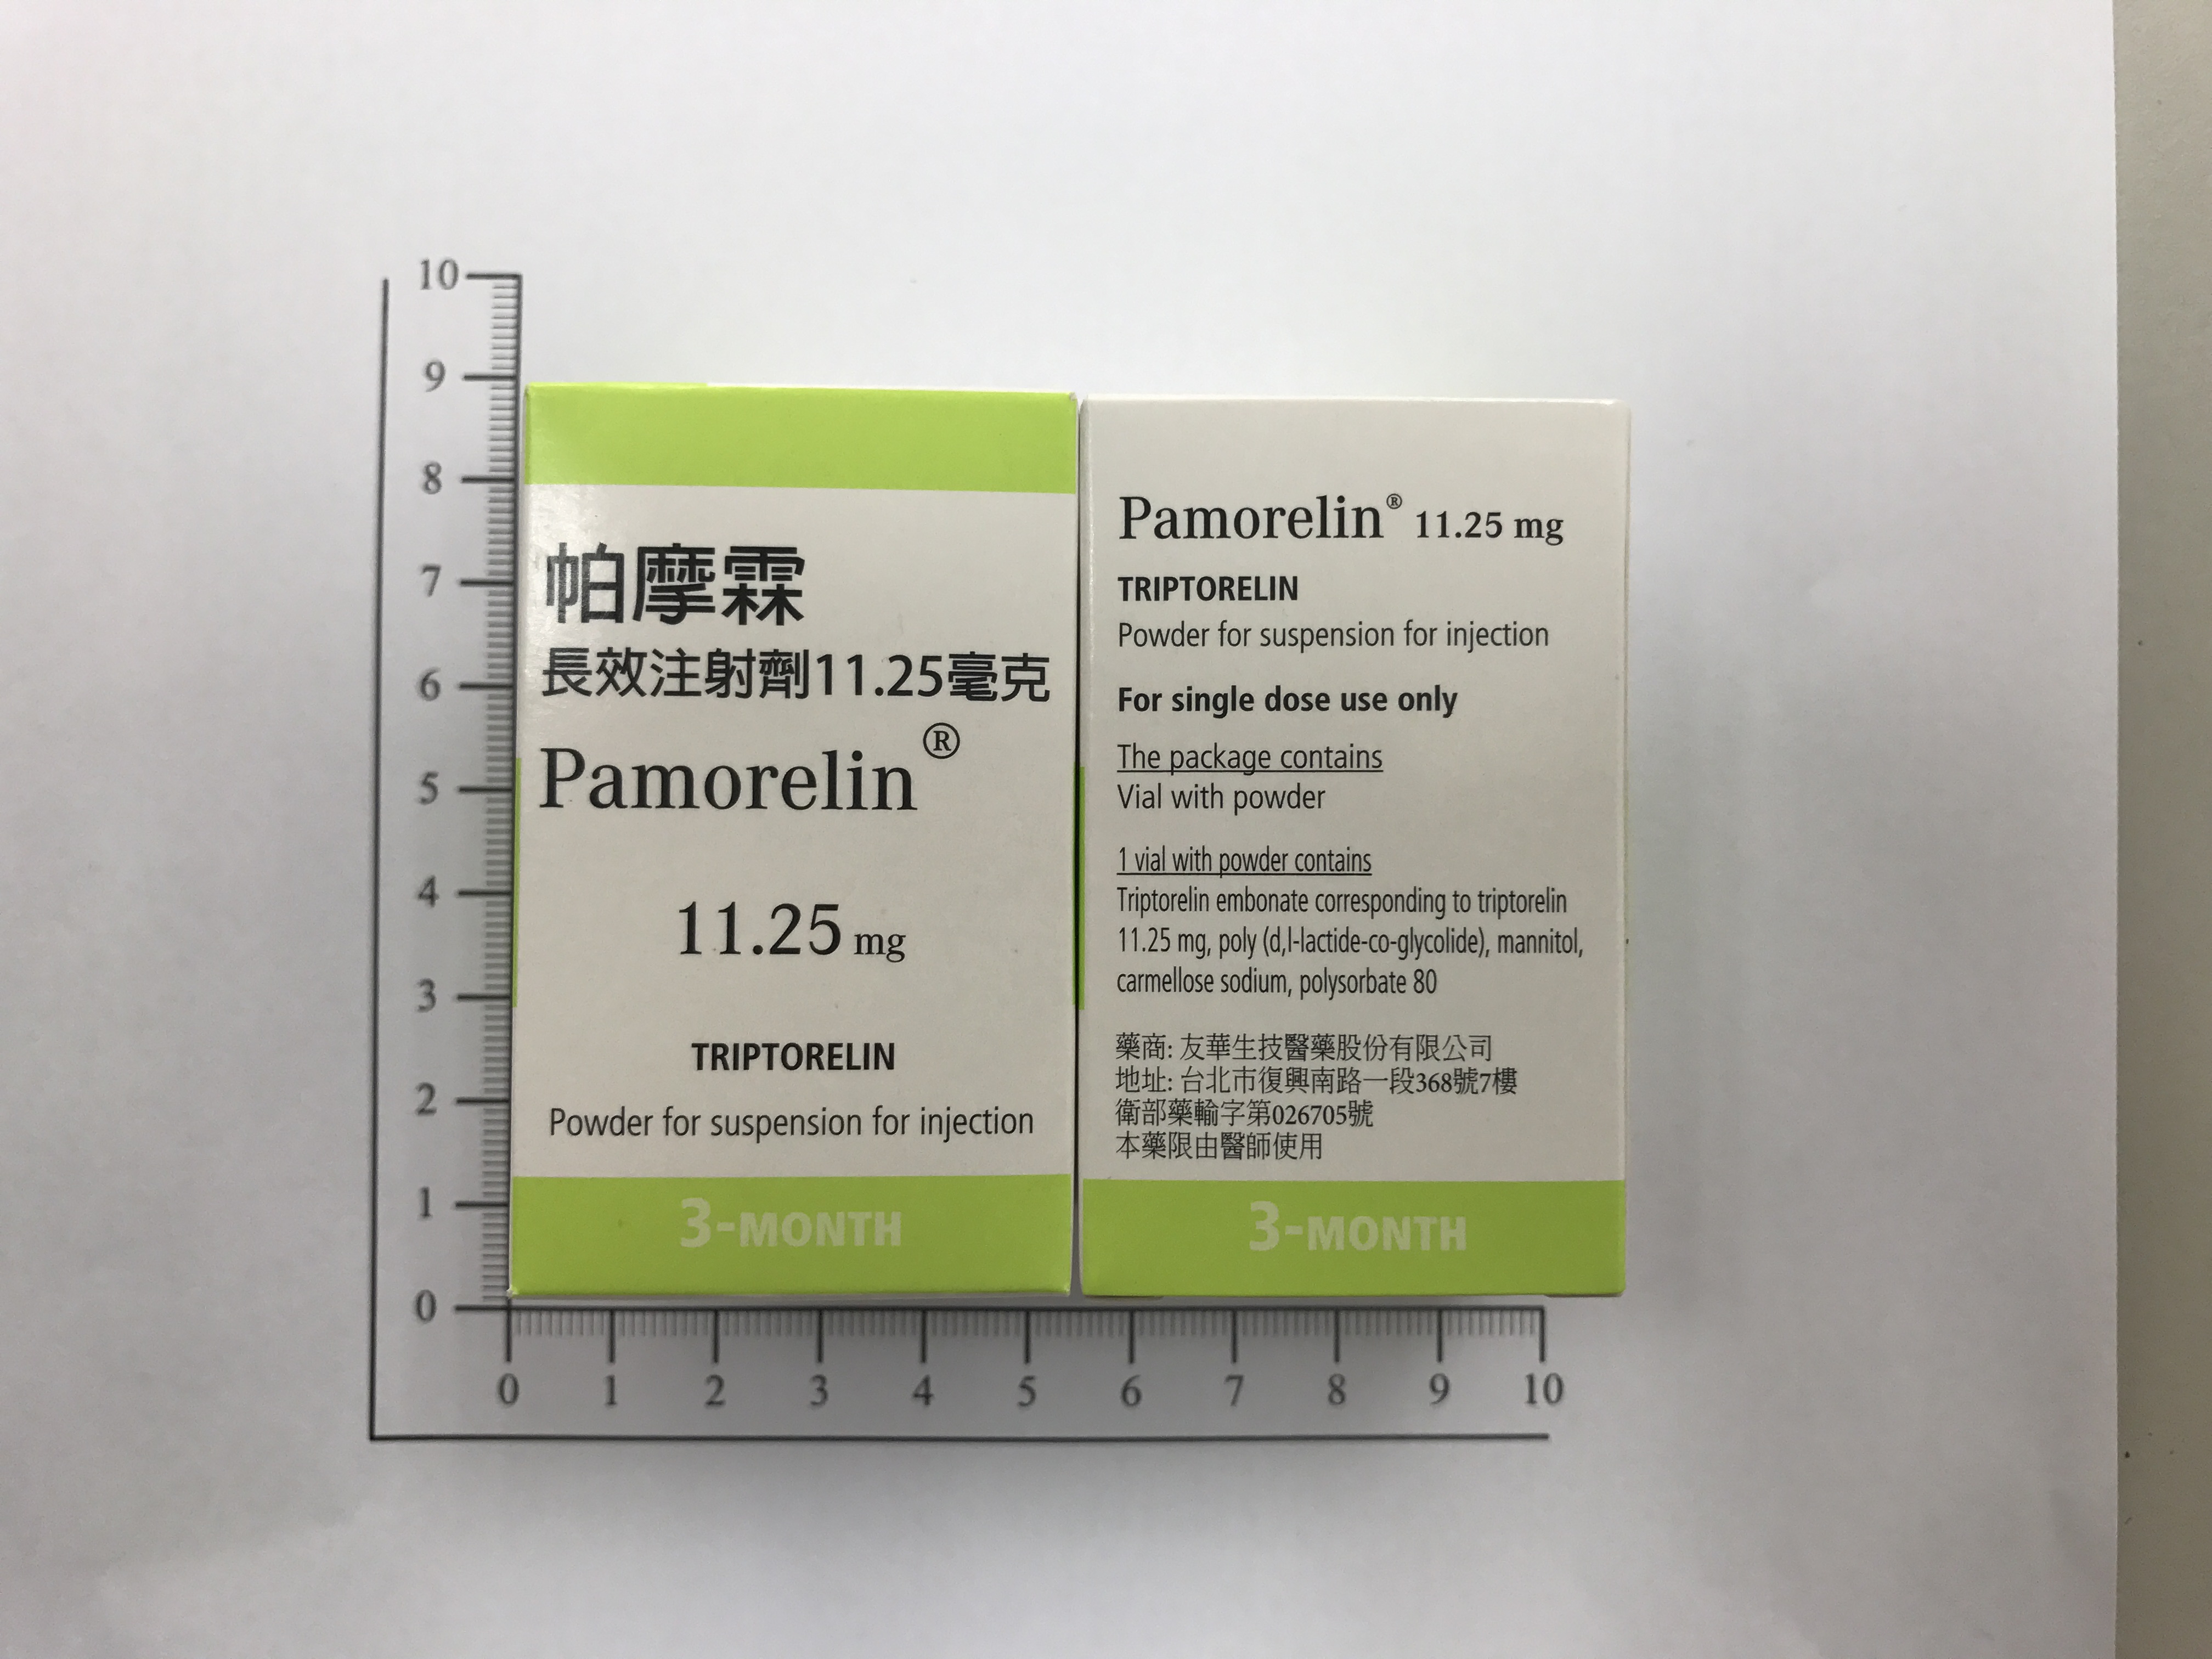 10
9
8
7
6
5
4
3
2
1
0
0 1 2 3 4 5 6 7 8 9 10
帕摩霖
長效注射劑11.25毫克
Pamorelin®
11.25 mg
TRIPTORELIN
Powder for suspension for injection
3-MONTH
Pamorelin® 11.25 mg
TRIPTORELIN
Powder for suspension for injection
For single dose use only
The package contains
Vial with powder
1 vial with powder contains
Triptorelin embonate corresponding to triptorelin
11.25 mg, poly (d,l-lactide-co-glycolide), mannitol,
carmellose sodium, polysorbate 80
藥商: 友華生技醫藥股份有限公司
地址: 台北市復興南路一段368號7樓
衛部藥輸字第026705號
本藥限由醫師使用
3-MONTH